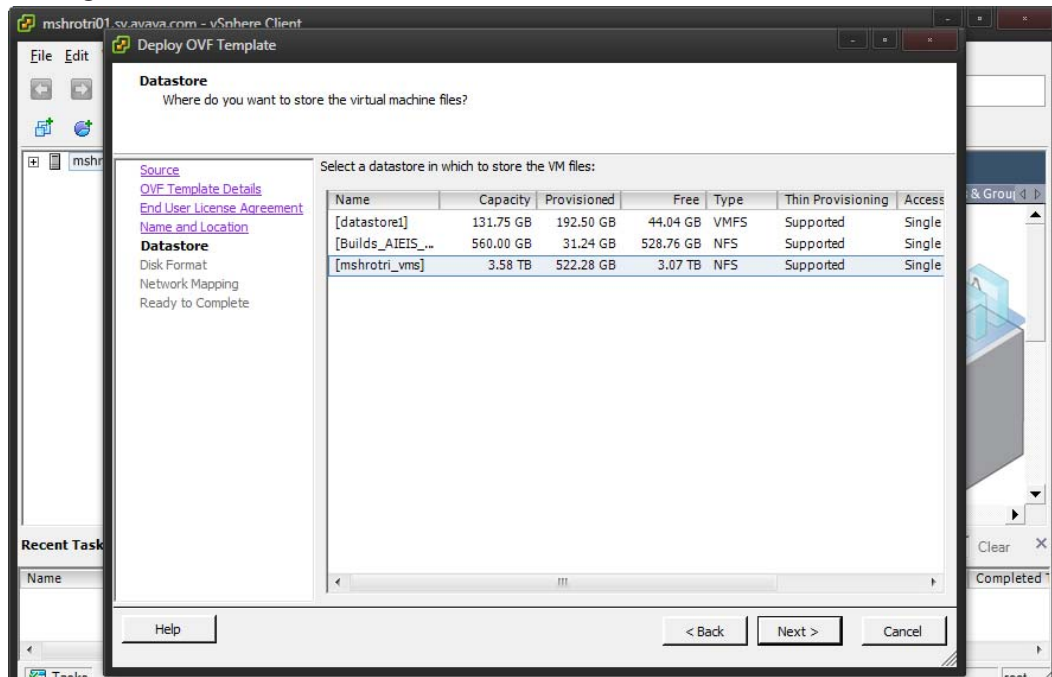 mshrotri01.sv.avaya.com - vSphere Client
Deploy OVF Template
File Edit
Datastore
Where do you want to store the virtual machine files?
mshr
Source
OVF Template Details
End User License Agreement
Name and Location
Datastore
Disk Format
Network Mapping
Ready to Complete
Select a datastore in which to store the VM files:
Name Capacity Provisioned Free Type Thin Provisioning Access
[datastore1] 131.75 GB 192.50 GB 44.04 GB VMFS Supported Single
[Builds_AIEIS_... 560.00 GB 31.24 GB 528.76 GB NFS Supported Single
[mshrotri_vms] 3.58 TB 522.28 GB 3.07 TB NFS Supported Single
& Grou
Recent Task
Clear
Name
Completed T
Help
< Back Next > Cancel
Tasks
root